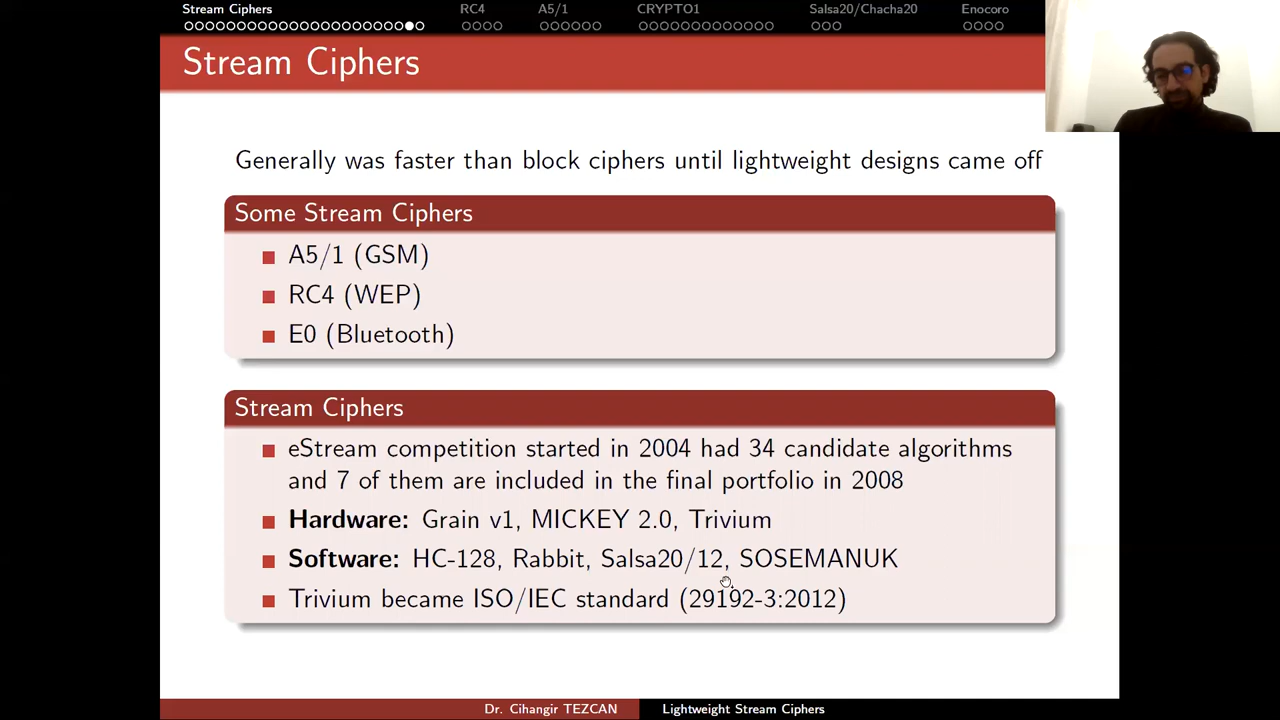 Stream Ciphers RC4 A5/1 CRYPTO1 Salsa20/Chacha20 Enocoro
Stream Ciphers
Generally was faster than block ciphers until lightweight designs came off
Some Stream Ciphers
A5/1 (GSM)
RC4 (WEP)
E0 (Bluetooth)
Stream Ciphers
eStream competition started in 2004 had 34 candidate algorithms
and 7 of them are included in the final portfolio in 2008
Hardware: Grain v1, MICKEY 2.0, Trivium
Software: HC-128, Rabbit, Salsa20/12, SOSEMANUK
Trivium became ISO/IEC standard (29192-3:2012)
Dr. Cihangir TEZCAN Lightweight Stream Ciphers